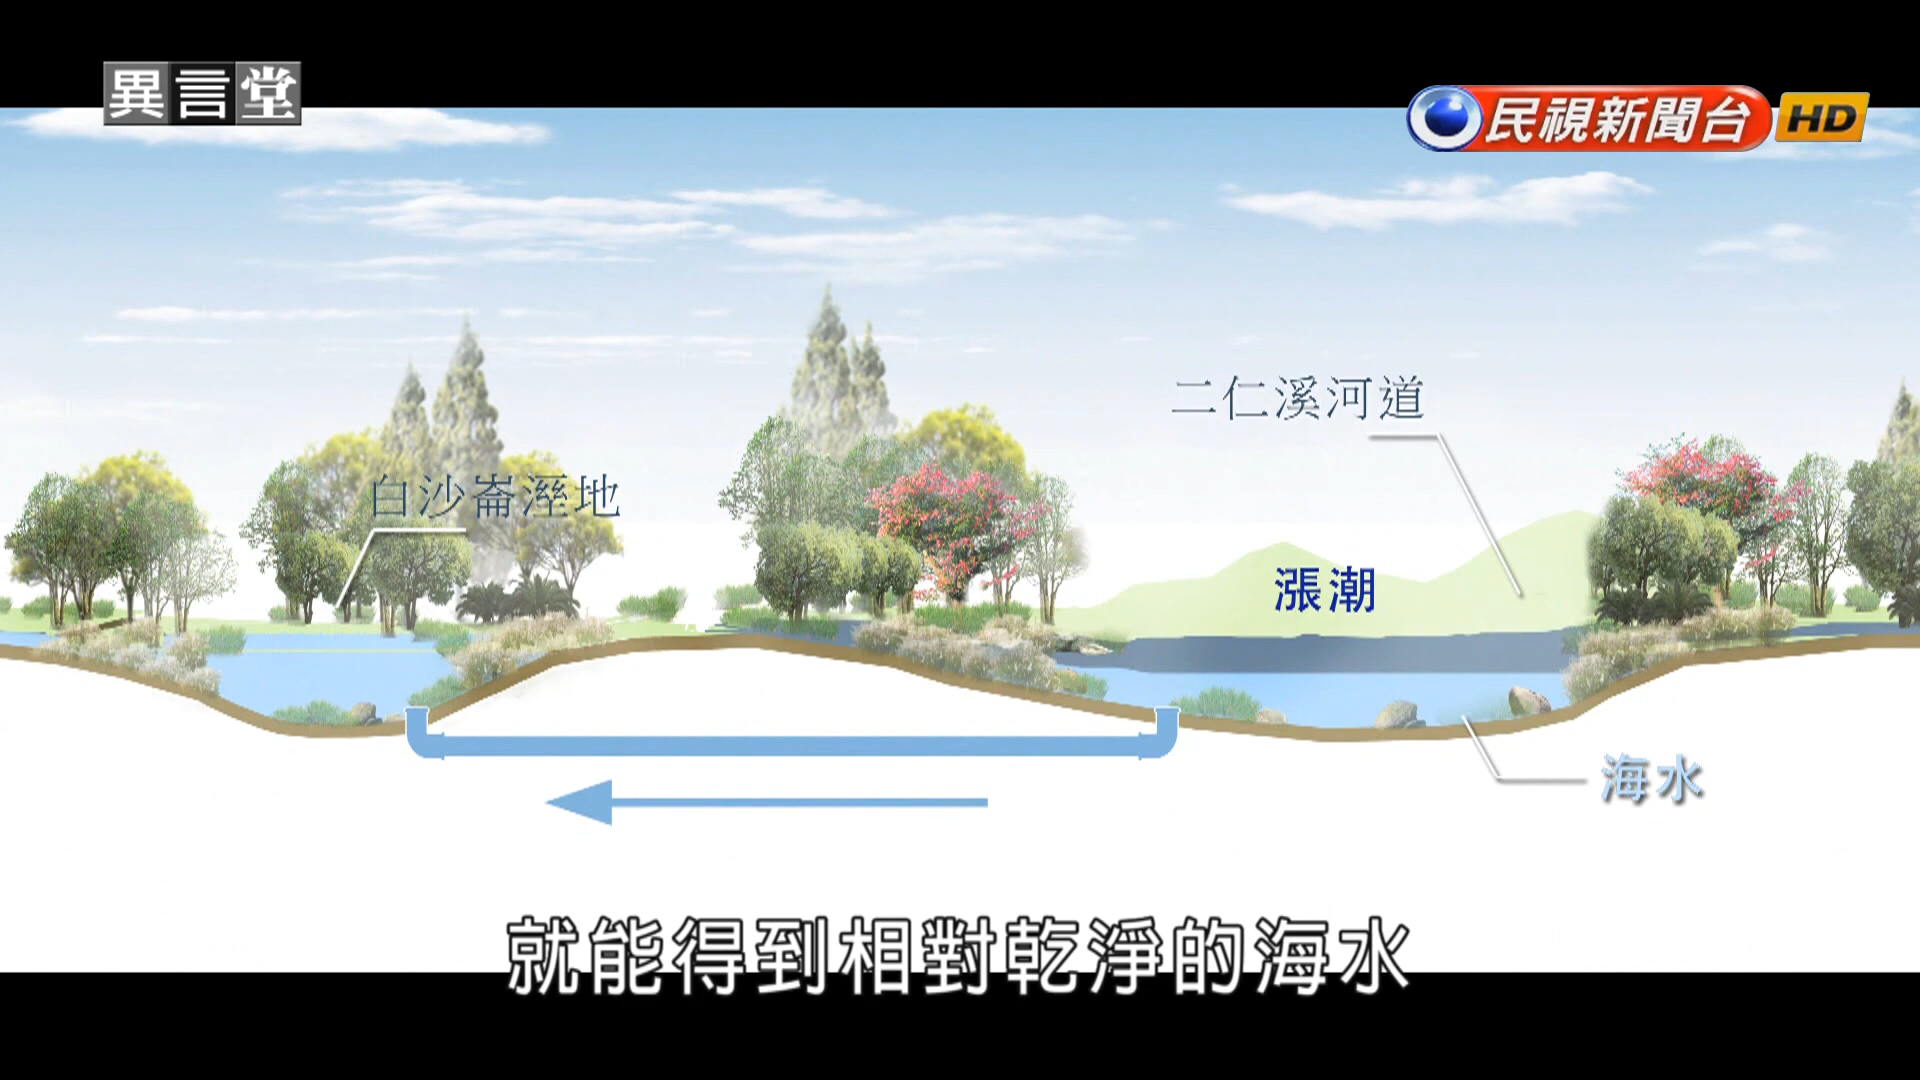 異言堂
民視新聞台 HD
二仁溪河道
白沙崙溼地
漲潮
海水
就能得到相對乾淨的海水